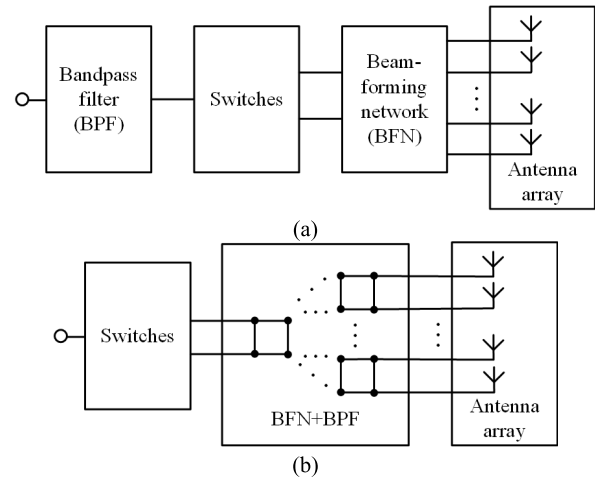 Bandpass
filter
(BPF)
Switches
Beam-
forming
network
(BFN)
Antenna
array
(a)
Switches
BFN+BPF
Antenna
array
(b)